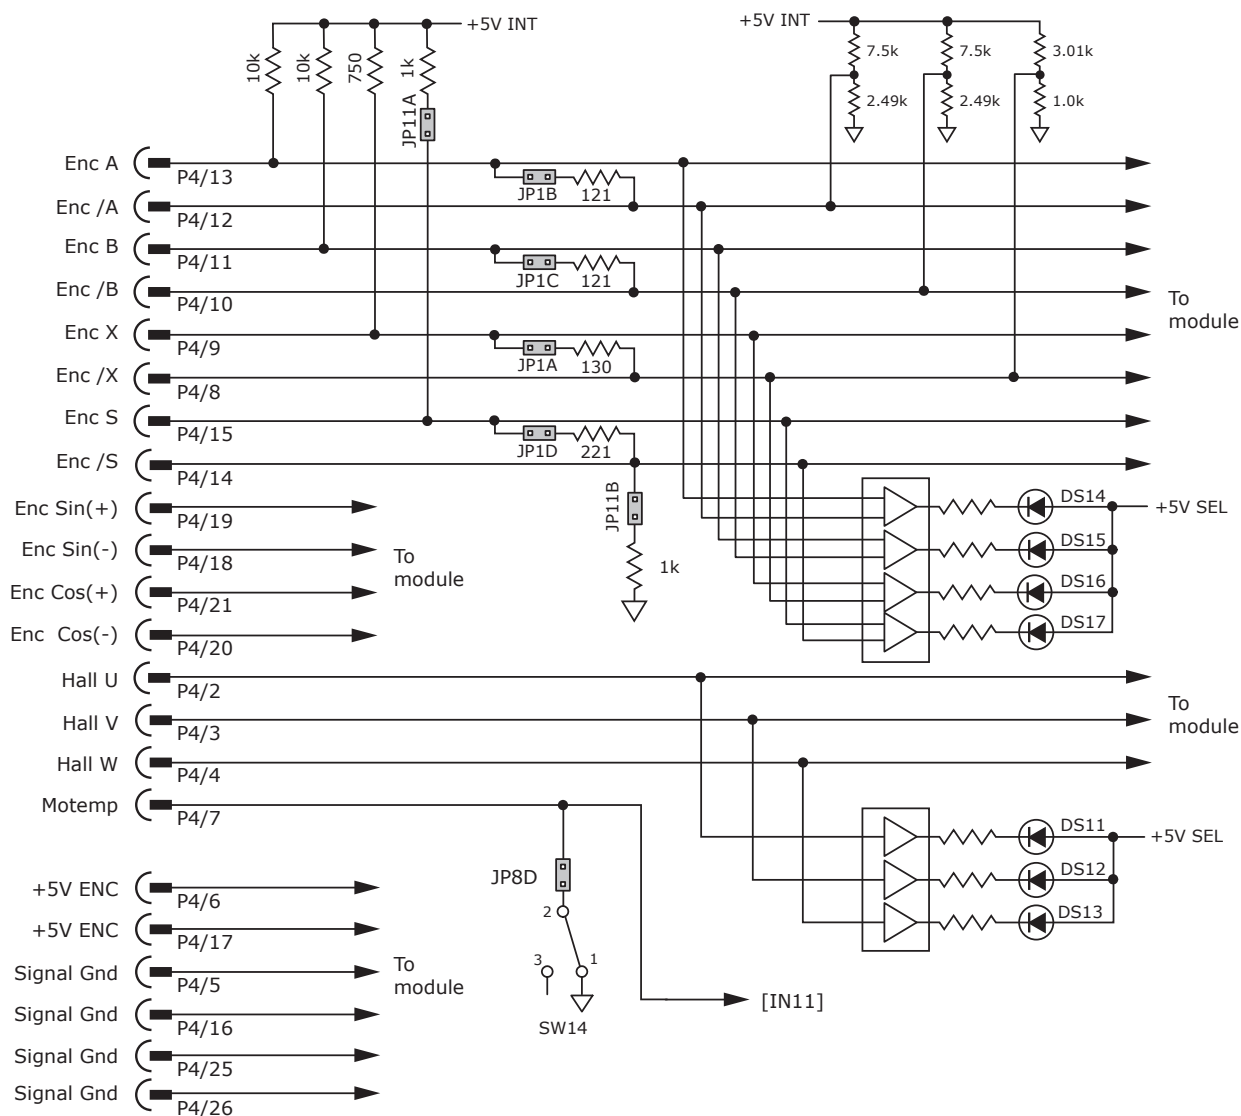 +5V INT
+5V INT
10k
10k
750
1k
JP11A
7.5k
7.5k
3.01k
2.49k
2.49k
1.0k
Enc A
P4/13
JP1B
121
Enc /A
P4/12
Enc B
P4/11
JP1C
121
Enc /B
P4/10
To
module
Enc X
P4/9
JP1A
130
Enc /X
P4/8
Enc S
P4/15
JP1D
221
Enc /S
P4/14
JP11B
1k
Enc Sin(+)
P4/19
Enc Sin(-)
P4/18
To
module
Enc Cos(+)
P4/21
Enc Cos(-)
P4/20
DS14
+5V SEL
DS15
DS16
DS17
Hall U
P4/2
Hall V
P4/3
To
module
Hall W
P4/4
Motemp
P4/7
JP8D
2
3
1
SW14
[IN11]
DS11
+5V SEL
DS12
DS13
+5V ENC
P4/6
+5V ENC
P4/17
Signal Gnd
P4/5
To
module
Signal Gnd
P4/16
Signal Gnd
P4/25
Signal Gnd
P4/26